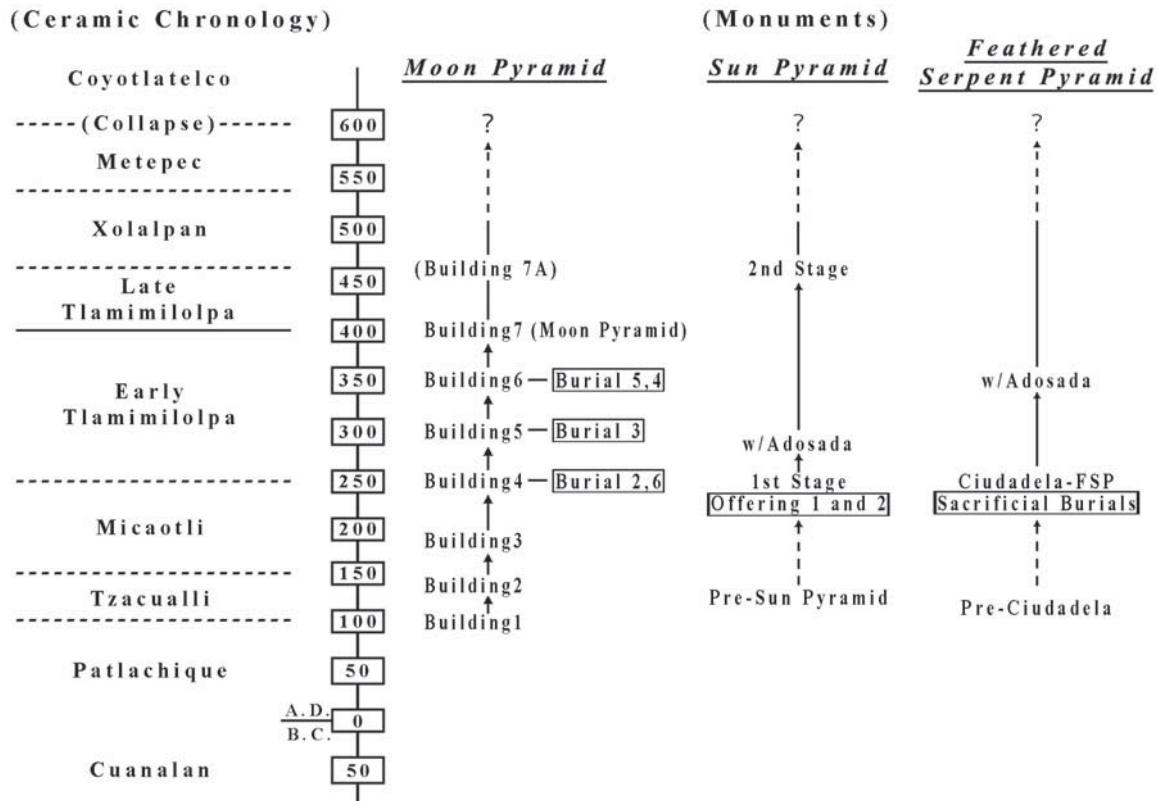 (Ceramic Chronology)
(Monuments)
Moon Pyramid
Sun Pyramid
Feathered
Serpent Pyramid
Coyotlatelco
-----(Collapse)------
Metepec
Xolalpan
Late
Tlamimilolpa
Early
Tlamimilolpa
Micaotli
Tzacualli
Patlachique
Cuanalan
600
550
500
450
400
350
300
250
200
150
100
50
A.D.
B.C.
0
50
?
(Building 7A)
Building7 (Moon Pyramid)
Building6 — Burial 5,4
Building5 — Burial 3
Building4 — Burial 2,6
Building3
Building2
Building1
?
2nd Stage
w/Adosada
1st Stage
Offering 1 and 2
Pre-Sun Pyramid
?
w/Adosada
Ciudadela-FSP
Sacrificial Burials
Pre-Ciudadela